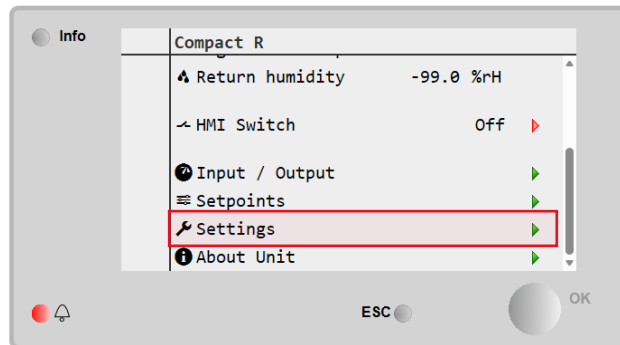 Info
Compact R
Return humidity -99.0 %rH
HMI Switch Off
Input / Output
Setpoints
Settings
About Unit
ESC
OK